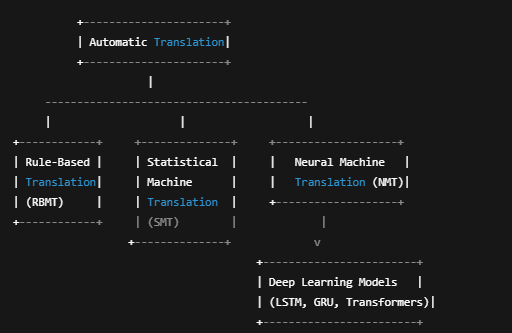 Automatic Translation
Rule-Based
Translation
(RBMT)
Statistical
Machine
Translation
(SMT)
Neural Machine
Translation (NMT)
v
Deep Learning Models
(LSTM, GRU, Transformers)